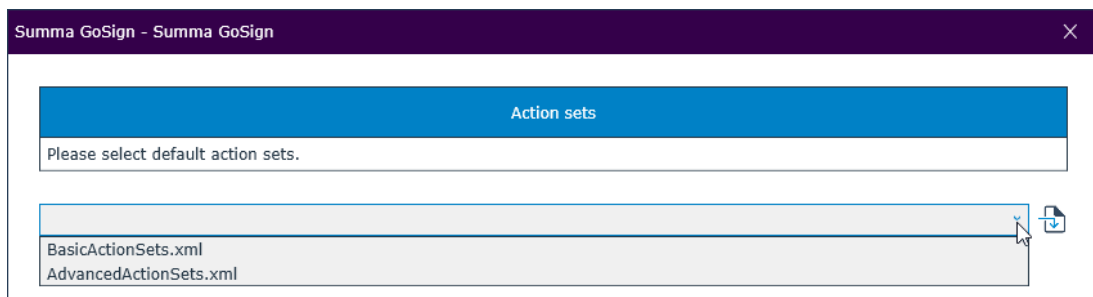 Summa GoSign - Summa GoSign
Action sets
Please select default action sets.
BasicActionSets.xml
AdvancedActionSets.xml